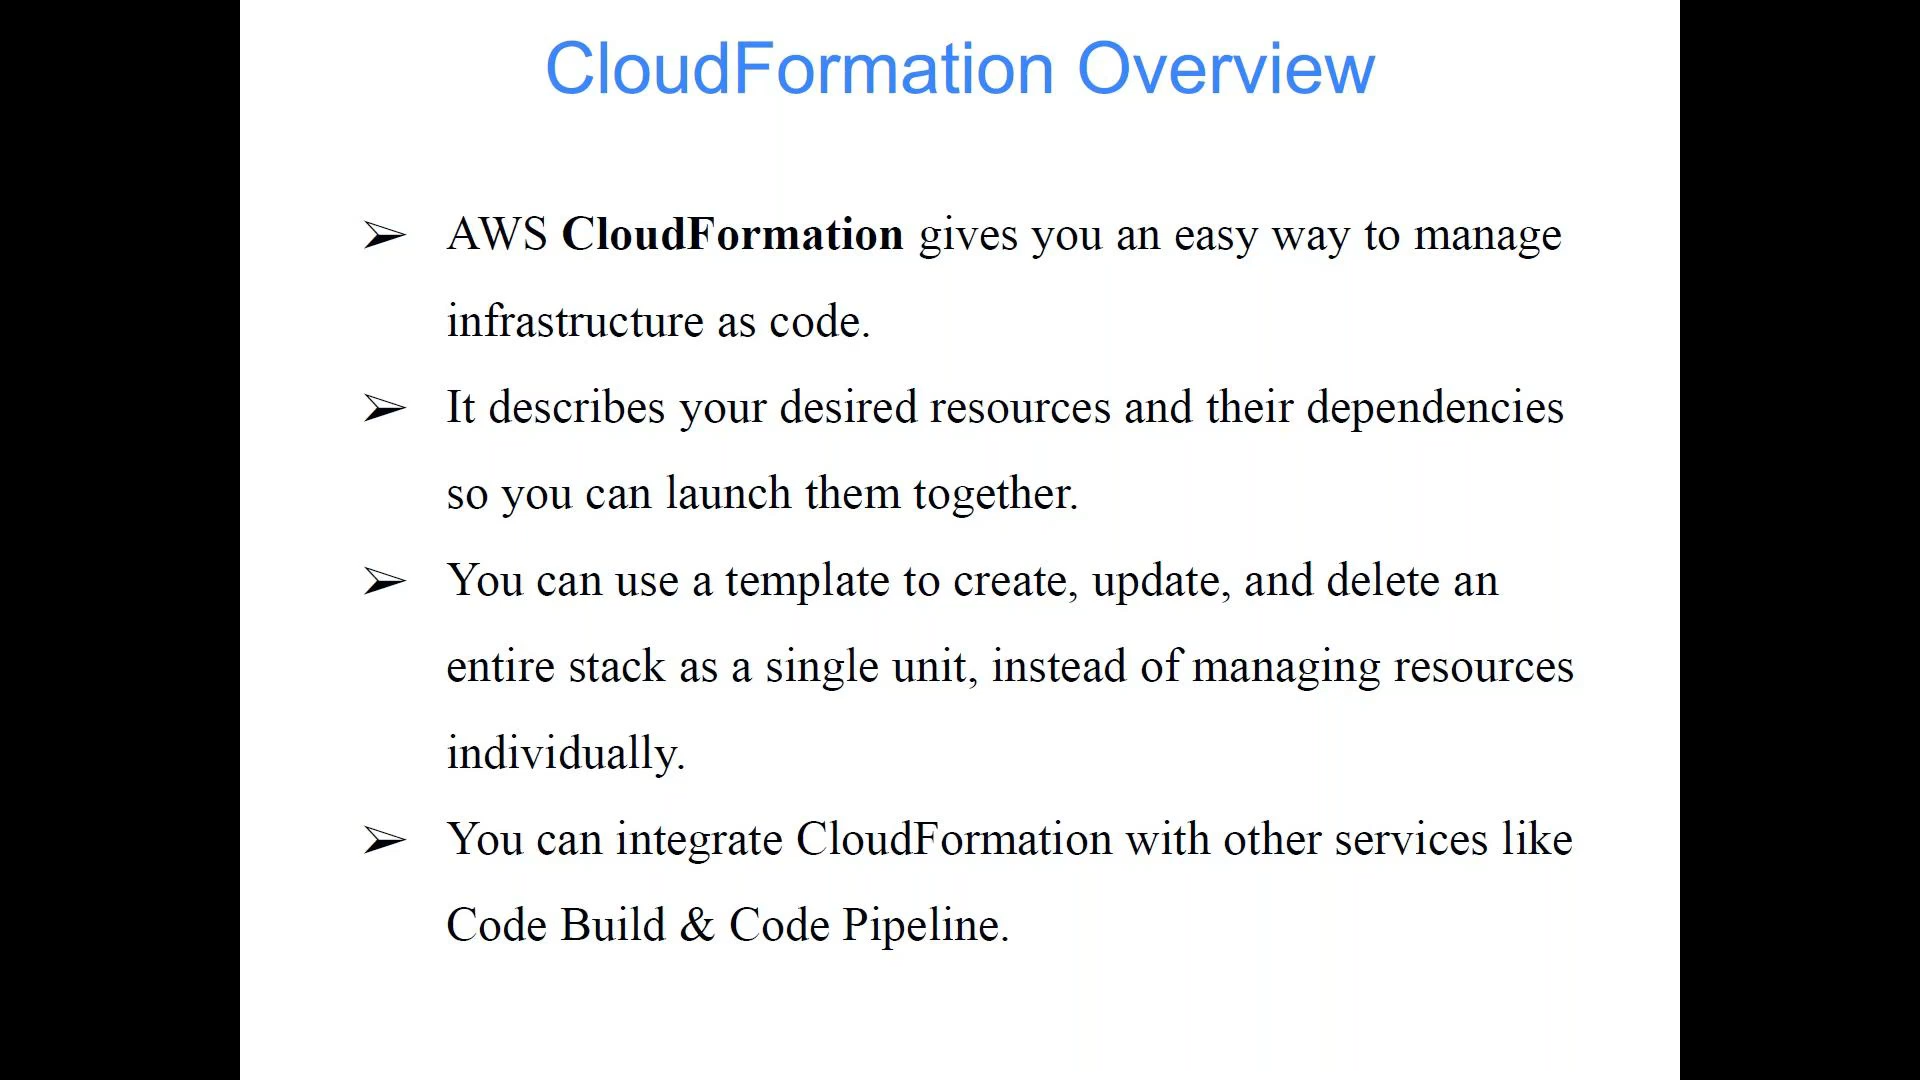 CloudFormation Overview
➢ AWS CloudFormation gives you an easy way to manage
infrastructure as code.
➢ It describes your desired resources and their dependencies
so you can launch them together.
➢ You can use a template to create, update, and delete an
entire stack as a single unit, instead of managing resources
individually.
➢ You can integrate CloudFormation with other services like
Code Build & Code Pipeline.